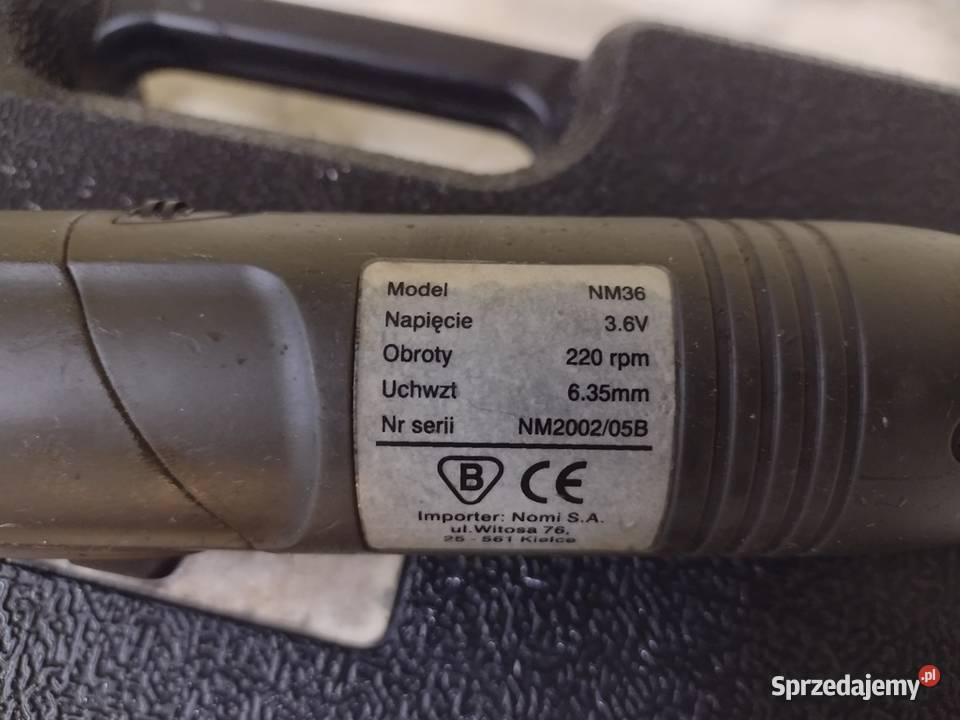 Model NM36
Napięcie 3.6V
Obroty 220 rpm
Uchwzt 6.35mm
Nr serii NM2002/05B
B CE
Importer: Nomi S.A.
ul.Witosa 76,
25 - 561 Kielce
Sprzedajemy.pl